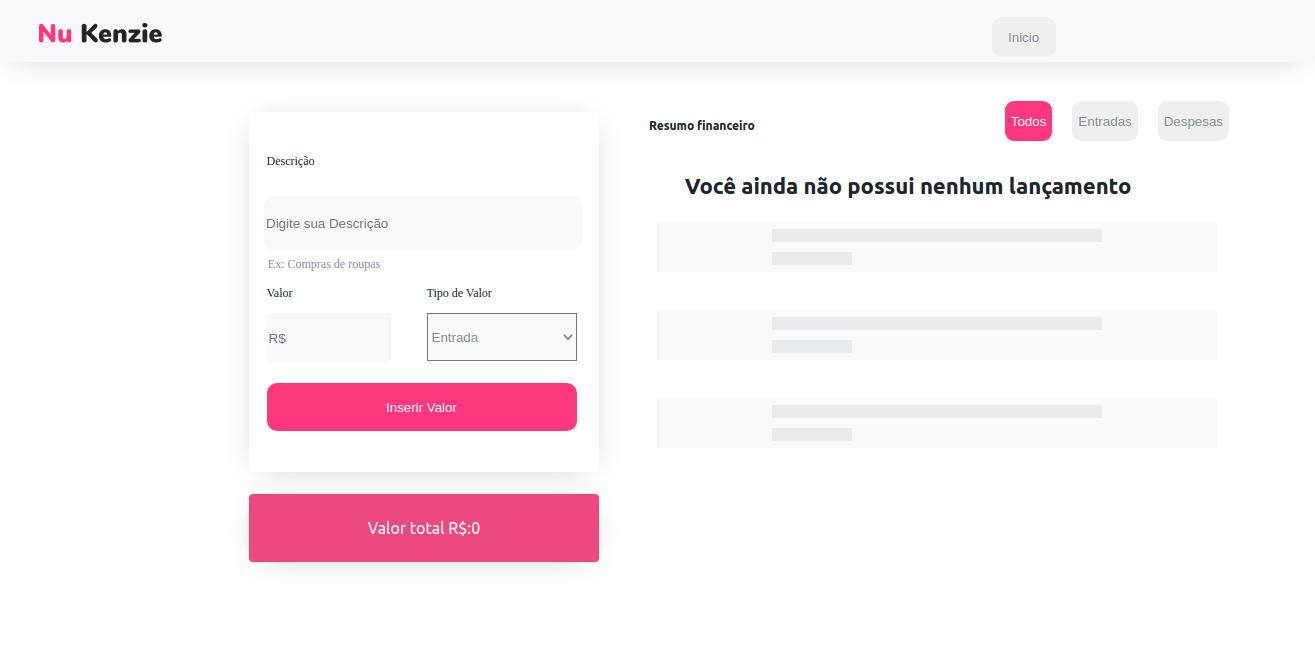 Nu Kenzie
Inicio
Descrição
Digite sua Descrição
Ex: Compras de roupas
Valor
Tipo de Valor
R$
Entrada
Inserir Valor
Valor total R$:0
Resumo financeiro
Todos
Entradas
Despesas
Você ainda não possui nenhum lançamento